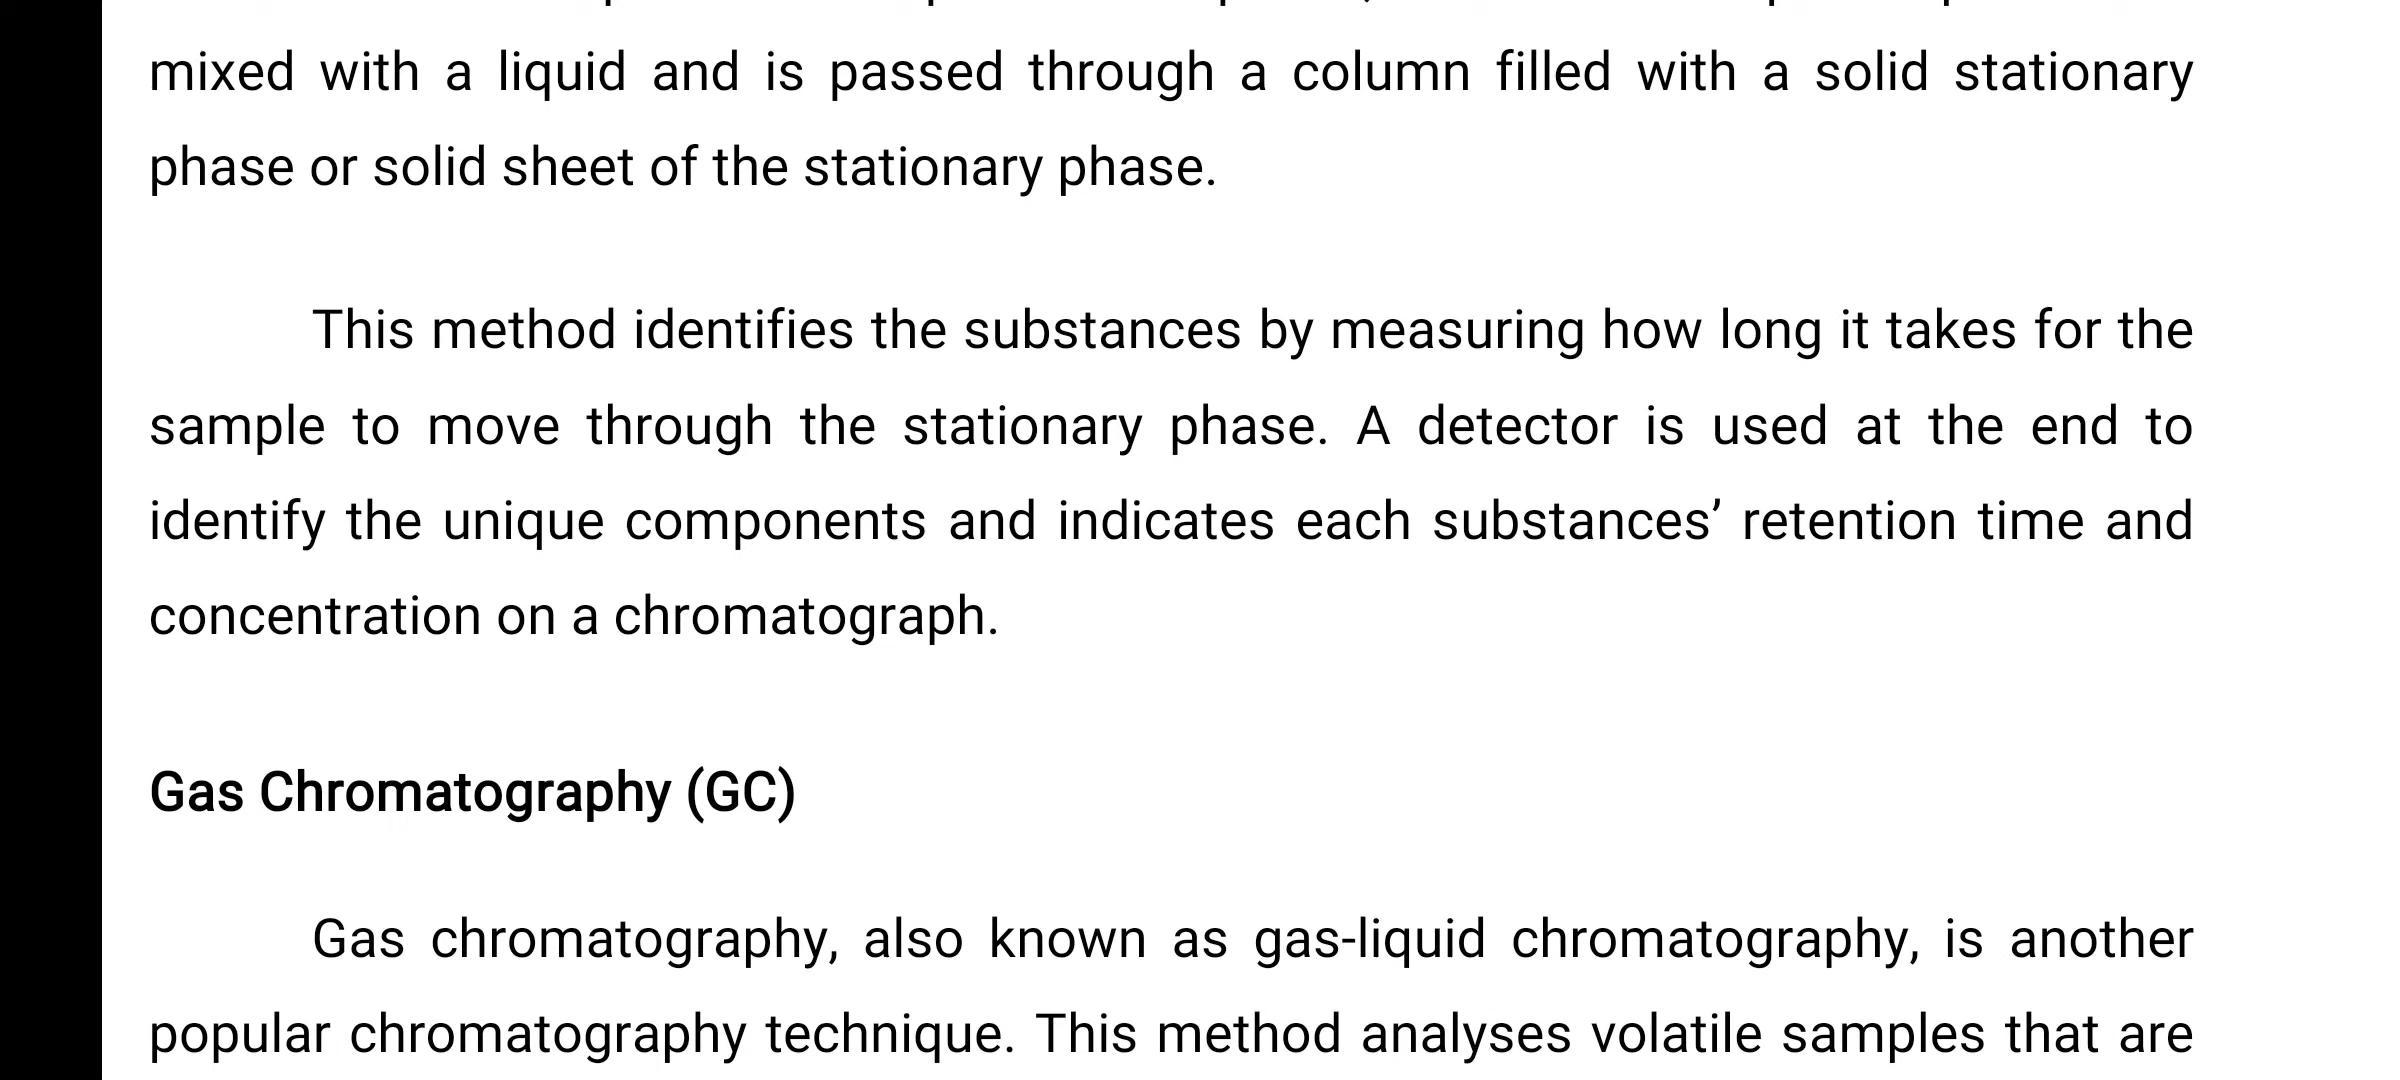 mixed with a liquid and is passed through a column filled with a solid stationary
phase or solid sheet of the stationary phase.
This method identifies the substances by measuring how long it takes for the
sample to move through the stationary phase. A detector is used at the end to
identify the unique components and indicates each substances’ retention time and
concentration on a chromatograph.
Gas Chromatography (GC)
Gas chromatography, also known as gas-liquid chromatography, is another
popular chromatography technique. This method analyses volatile samples that are